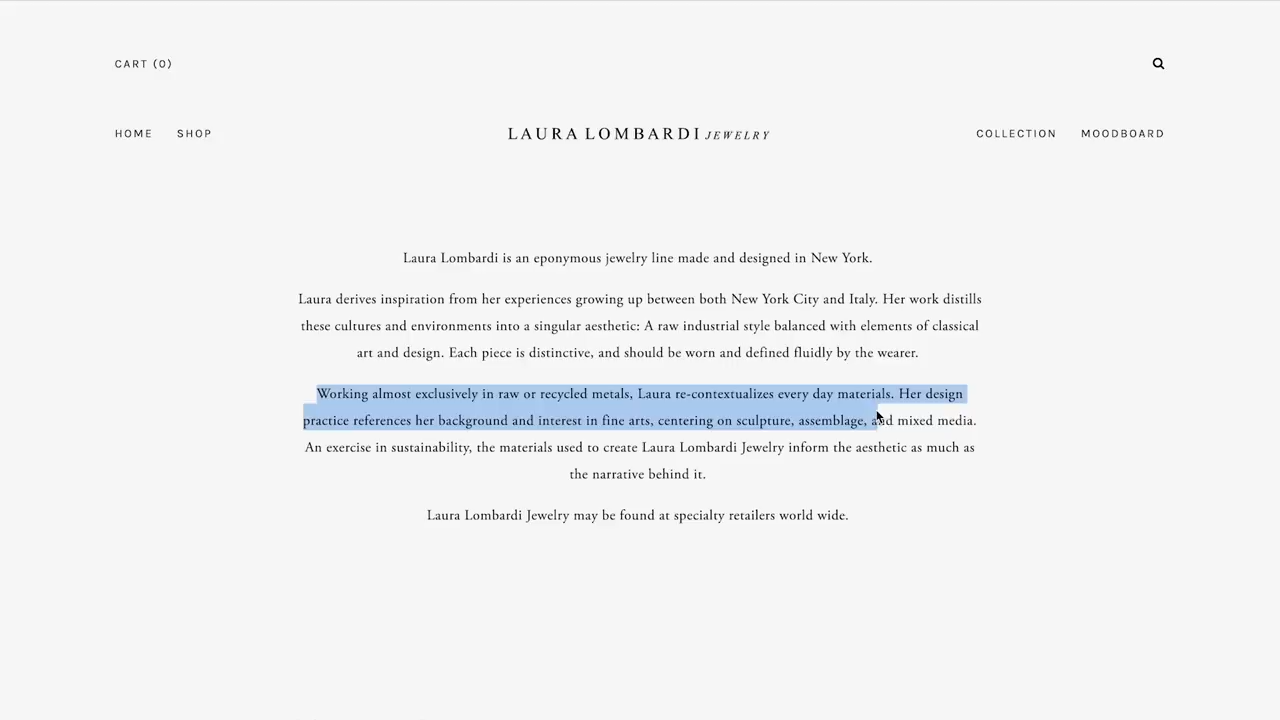 CART (0)
HOME SHOP LAURA LOMBARDI JEWELRY COLLECTION MOODBOARD
Laura Lombardi is an eponymous jewelry line made and designed in New York.
Laura derives inspiration from her experiences growing up between both New York City and Italy. Her work distills
these cultures and environments into a singular aesthetic: A raw industrial style balanced with elements of classical
art and design. Each piece is distinctive, and should be worn and defined fluidly by the wearer.
Working almost exclusively in raw or recycled metals, Laura re-contextualizes every day materials. Her design
practice references her background and interest in fine arts, centering on sculpture, assemblage, and mixed media.
An exercise in sustainability, the materials used to create Laura Lombardi Jewelry inform the aesthetic as much as
the narrative behind it.
Laura Lombardi Jewelry may be found at specialty retailers world wide.